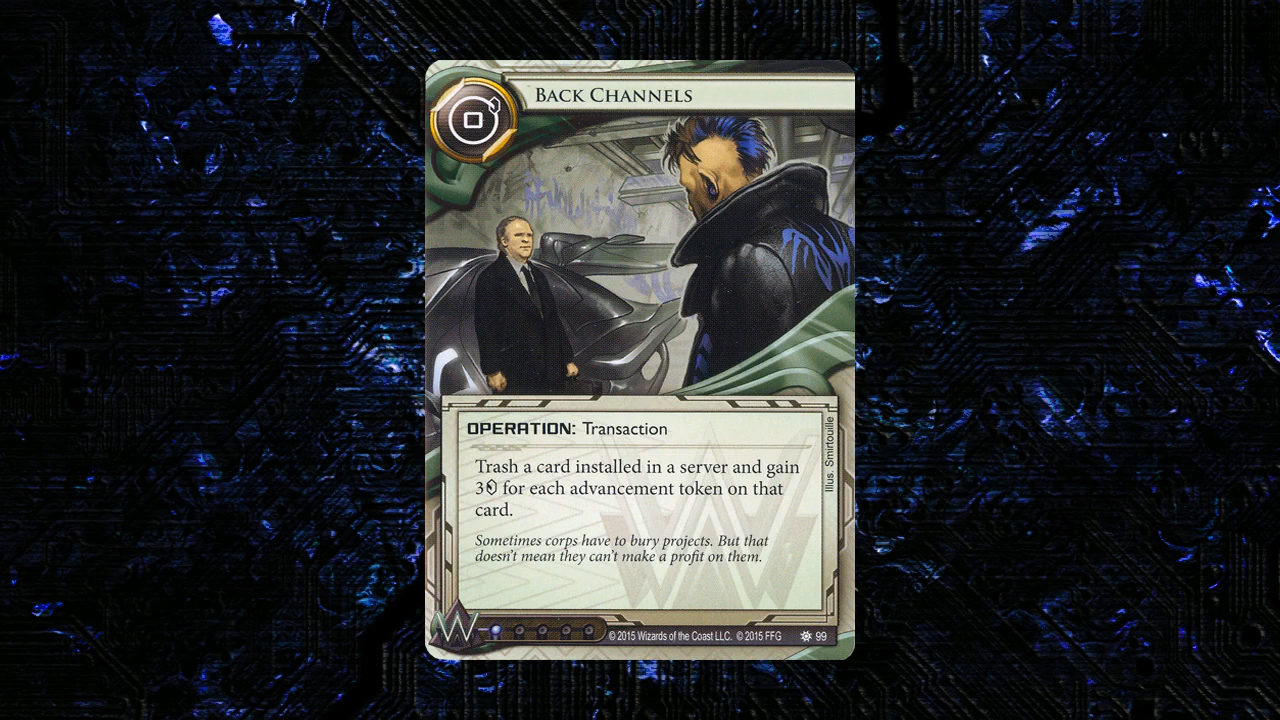 Back Channels
Illus. Smirtouille
OPERATION: Transaction
Trash a card installed in a server and gain
3 for each advancement token on that
card.
Sometimes corps have to bury projects. But that
doesn't mean they can't make a profit on them.
© 2015 Wizards of the Coast LLC. © 2015 FFG 99